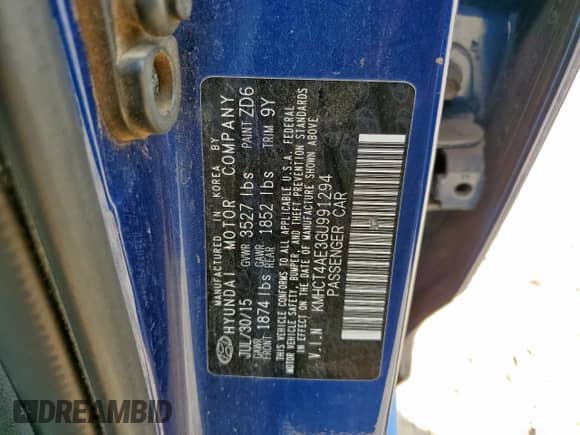 MANUFACTURED IN KOREA BY
HYUNDAI MOTOR COMPANY
JUL/30/15 GVWR 3527 lbs PAINT ZD6
GAWR FRONT 1874 lbs GAWR REAR 1852 lbs TRIM 9Y
THIS VEHICLE CONFORMS TO ALL APPLICABLE U.S.A. FEDERAL
MOTOR VEHICLE SAFETY, BUMPER, AND THEFT PREVENTION STANDARDS
IN EFFECT ON THE DATE OF MANUFACTURE SHOWN ABOVE.
V.I.N KMHCT4AE3GU991294
PASSENGER CAR
DREAMBID